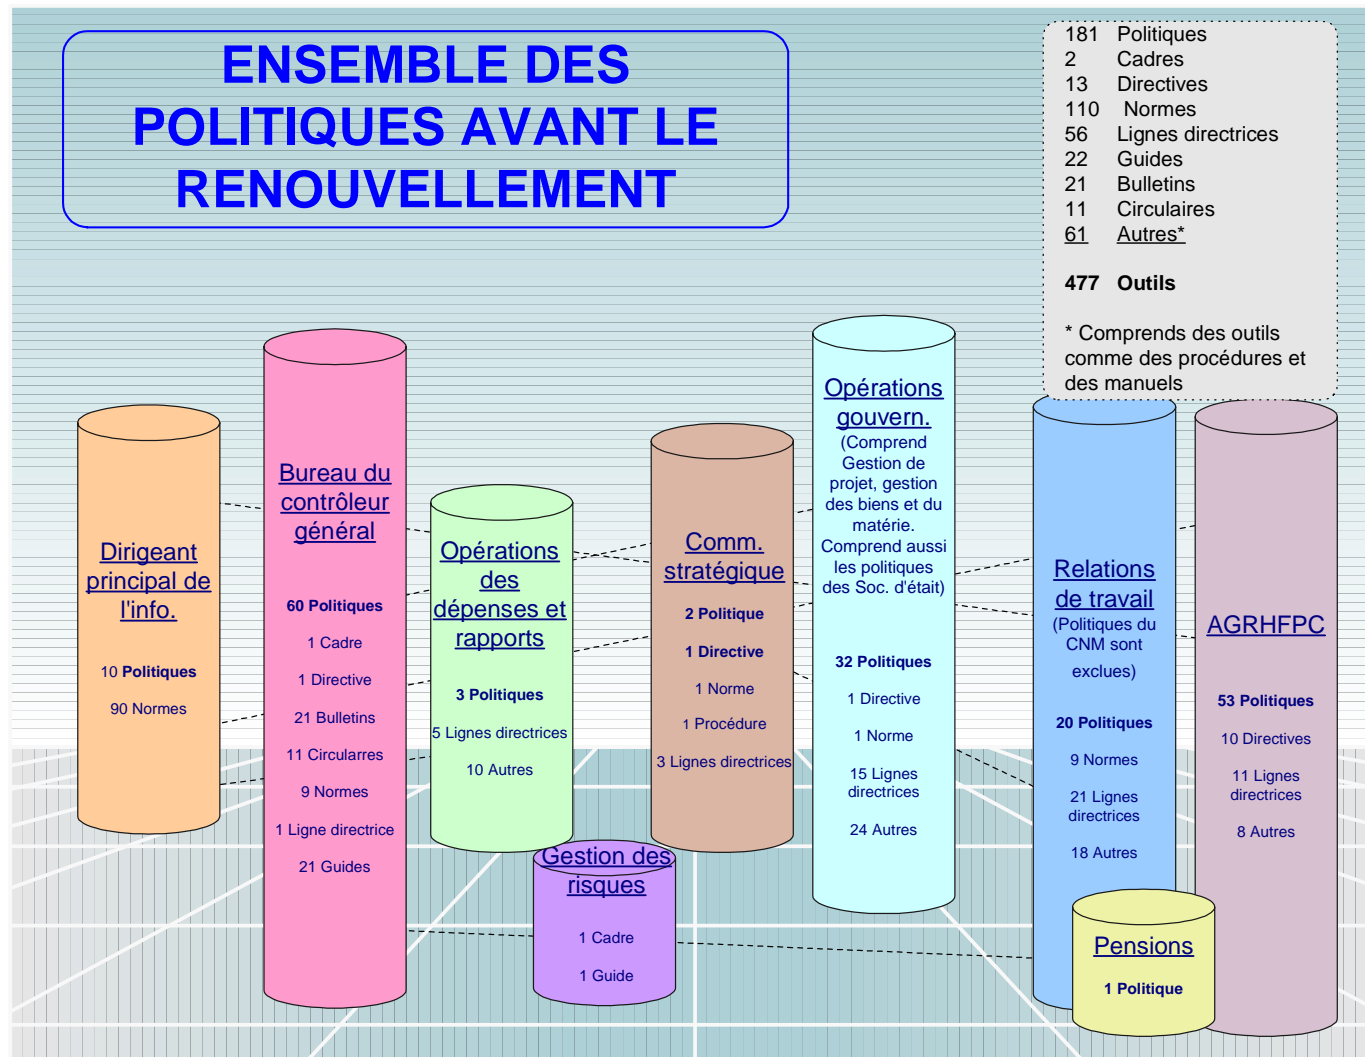 ENSEMBLE DES
POLITIQUES AVANT LE
RENOUVELLEMENT
181 Politiques
2 Cadres
13 Directives
110 Normes
56 Lignes directrices
22 Guides
21 Bulletins
11 Circulaires
61 Autres*
477 Outils
* Comprends des outils
comme des procédures et
des manuels
Dirigeant
principal de
l'info.
10 Politiques
90 Normes
Bureau du
contrôleur
général
60 Politiques
1 Cadre
1 Directive
21 Bulletins
11 Circularres
9 Normes
1 Ligne directrice
21 Guides
Opérations
des
dépenses et
rapports
3 Politiques
5 Lignes directrices
10 Autres
Gestion des
risques
1 Cadre
1 Guide
Comm.
stratégique
2 Politique
1 Directive
1 Norme
1 Procédure
3 Lignes directrices
Opérations
gouvern.
(Comprend
Gestion de
projet, gestion
des biens et du
matérie.
Comprend aussi
les politiques
des Soc. d'était)
32 Politiques
1 Directive
1 Norme
15 Lignes
directrices
24 Autres
Relations
de travail
(Politiques du
CNM sont
exclues)
20 Politiques
9 Normes
21 Lignes
directrices
18 Autres
Pensions
1 Politique
AGRHFPC
53 Politiques
10 Directives
11 Lignes
directrices
8 Autres